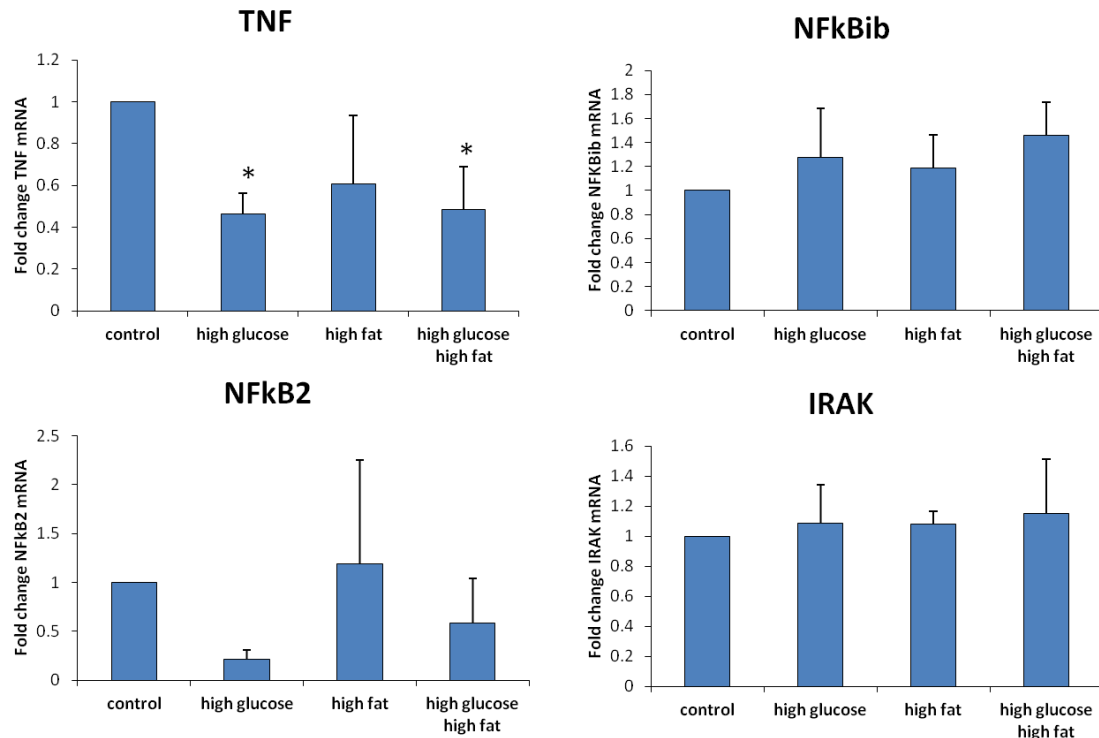 TNF
Fold change TNF mRNA
1.2
1
0.8
0.6
0.4
0.2
0
*
*
control
high glucose
high fat
high glucose
high fat
NFkBib
Fold change NFKBib mRNA
2
1.8
1.6
1.4
1.2
1
0.8
0.6
0.4
0.2
0
control
high glucose
high fat
high glucose
high fat
NFkB2
Fold change NFkB2 mRNA
2.5
2
1.5
1
0.5
0
control
high glucose
high fat
high glucose
high fat
IRAK
Fold change IRAK mRNA
1.6
1.4
1.2
1
0.8
0.6
0.4
0.2
0
control
high glucose
high fat
high glucose
high fat